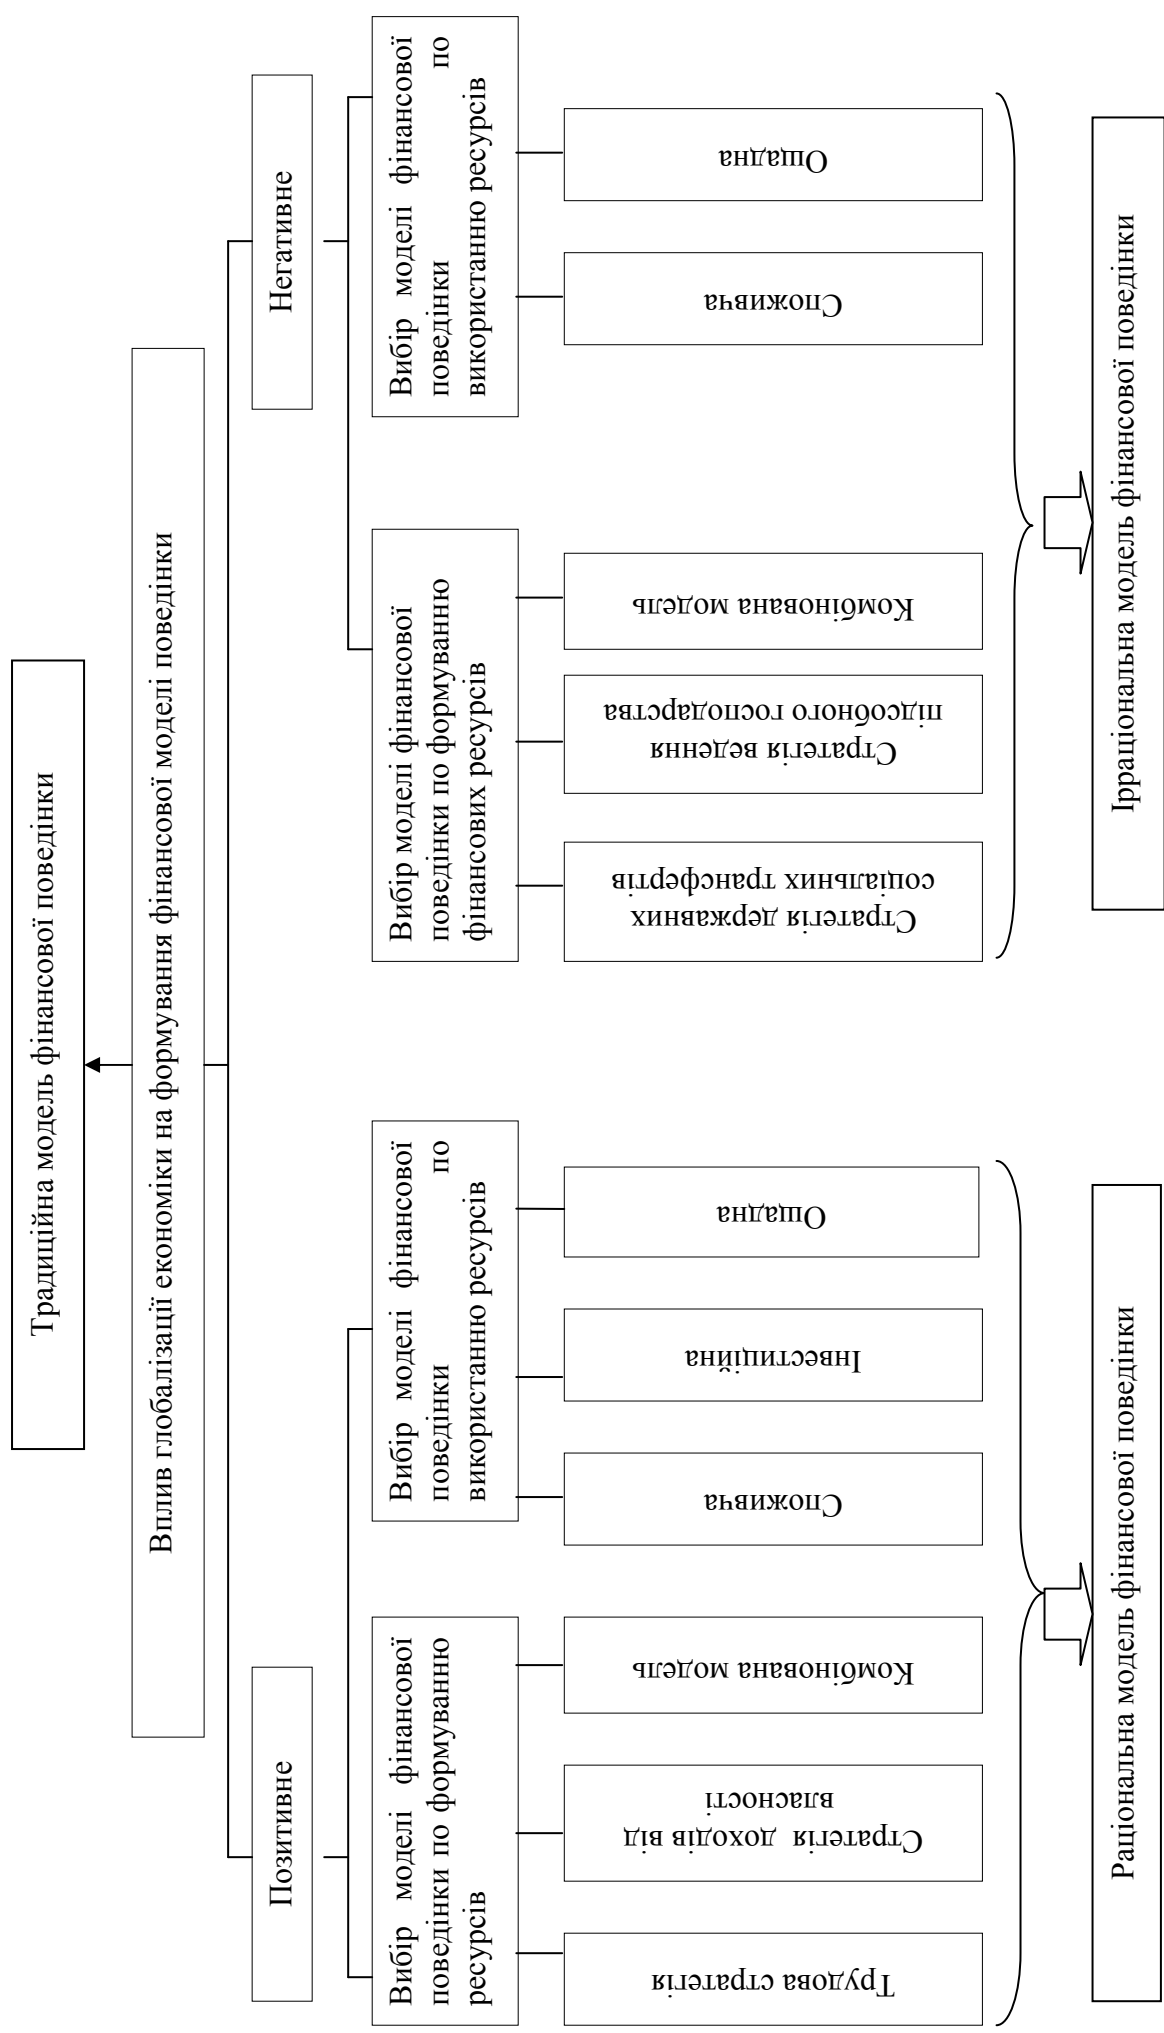 Традиційна модель фінансової поведінки
Вплив глобалізації економіки на формування фінансової моделі поведінки
Позитивне
Негативне
Вибір моделі фінансової
поведінки по формуванню
ресурсів
Вибір моделі фінансової
поведінки по
використанню ресурсів
Вибір моделі фінансової
поведінки по формуванню
фінансових ресурсів
Вибір моделі фінансової
поведінки по
використанню ресурсів
Трудова стратегія
Стратегія доходів від
власності
Комбінована модель
Споживча
Інвестиційна
Ощадна
Стратегія державних
соціальних трансфертів
Стратегія ведення
підсобного господарства
Комбінована модель
Споживча
Ощадна
Раціональна модель фінансової поведінки
Ірраціональна модель фінансової поведінки